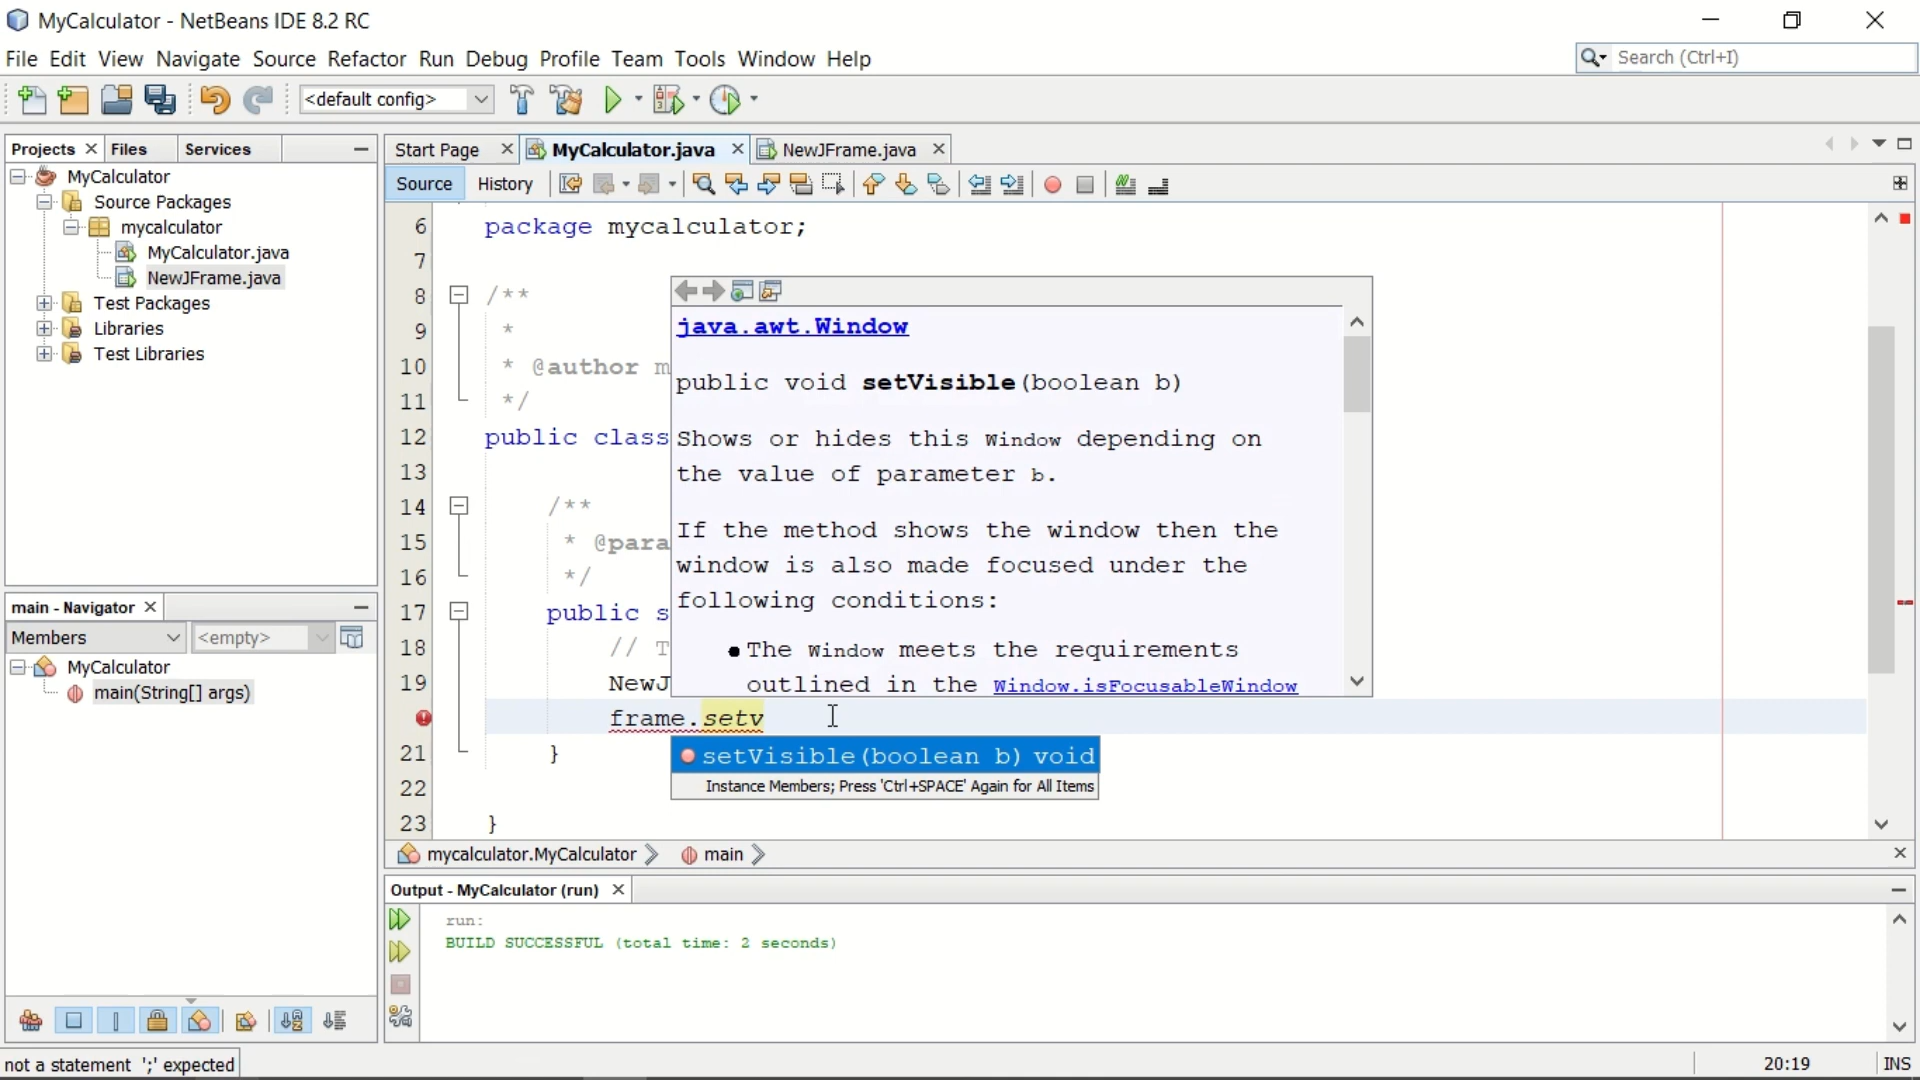 MyCalculator - NetBeans IDE 8.2 RC
File Edit View Navigate Source Refactor Run Debug Profile Team Tools Window Help
Search (Ctrl+I)
<default config>
Projects Files Services
MyCalculator
Source Packages
mycalculator
MyCalculator.java
NewJFrame.java
Test Packages
Libraries
Test Libraries
main - Navigator
Members <empty>
MyCalculator
main(String[] args)
Start Page MyCalculator.java NewJFrame.java
Source History
6 package mycalculator;
7
8 /**
9 *
10 * @author m
11 */
12 public class
13
14 /**
15 * @para
16 */
17 public s
18 // T
19 NewJ
frame.setv
21 }
22
23 }
java.awt.Window
public void setVisible(boolean b)
Shows or hides this Window depending on
the value of parameter b.
If the method shows the window then the
window is also made focused under the
following conditions:
The Window meets the requirements
outlined in the Window.isFocusableWindow
setVisible(boolean b) void
Instance Members; Press 'Ctrl+SPACE' Again for All Items
mycalculator.MyCalculator main
Output - MyCalculator (run)
run:
BUILD SUCCESSFUL (total time: 2 seconds)
not a statement ';' expected
20:19 INS